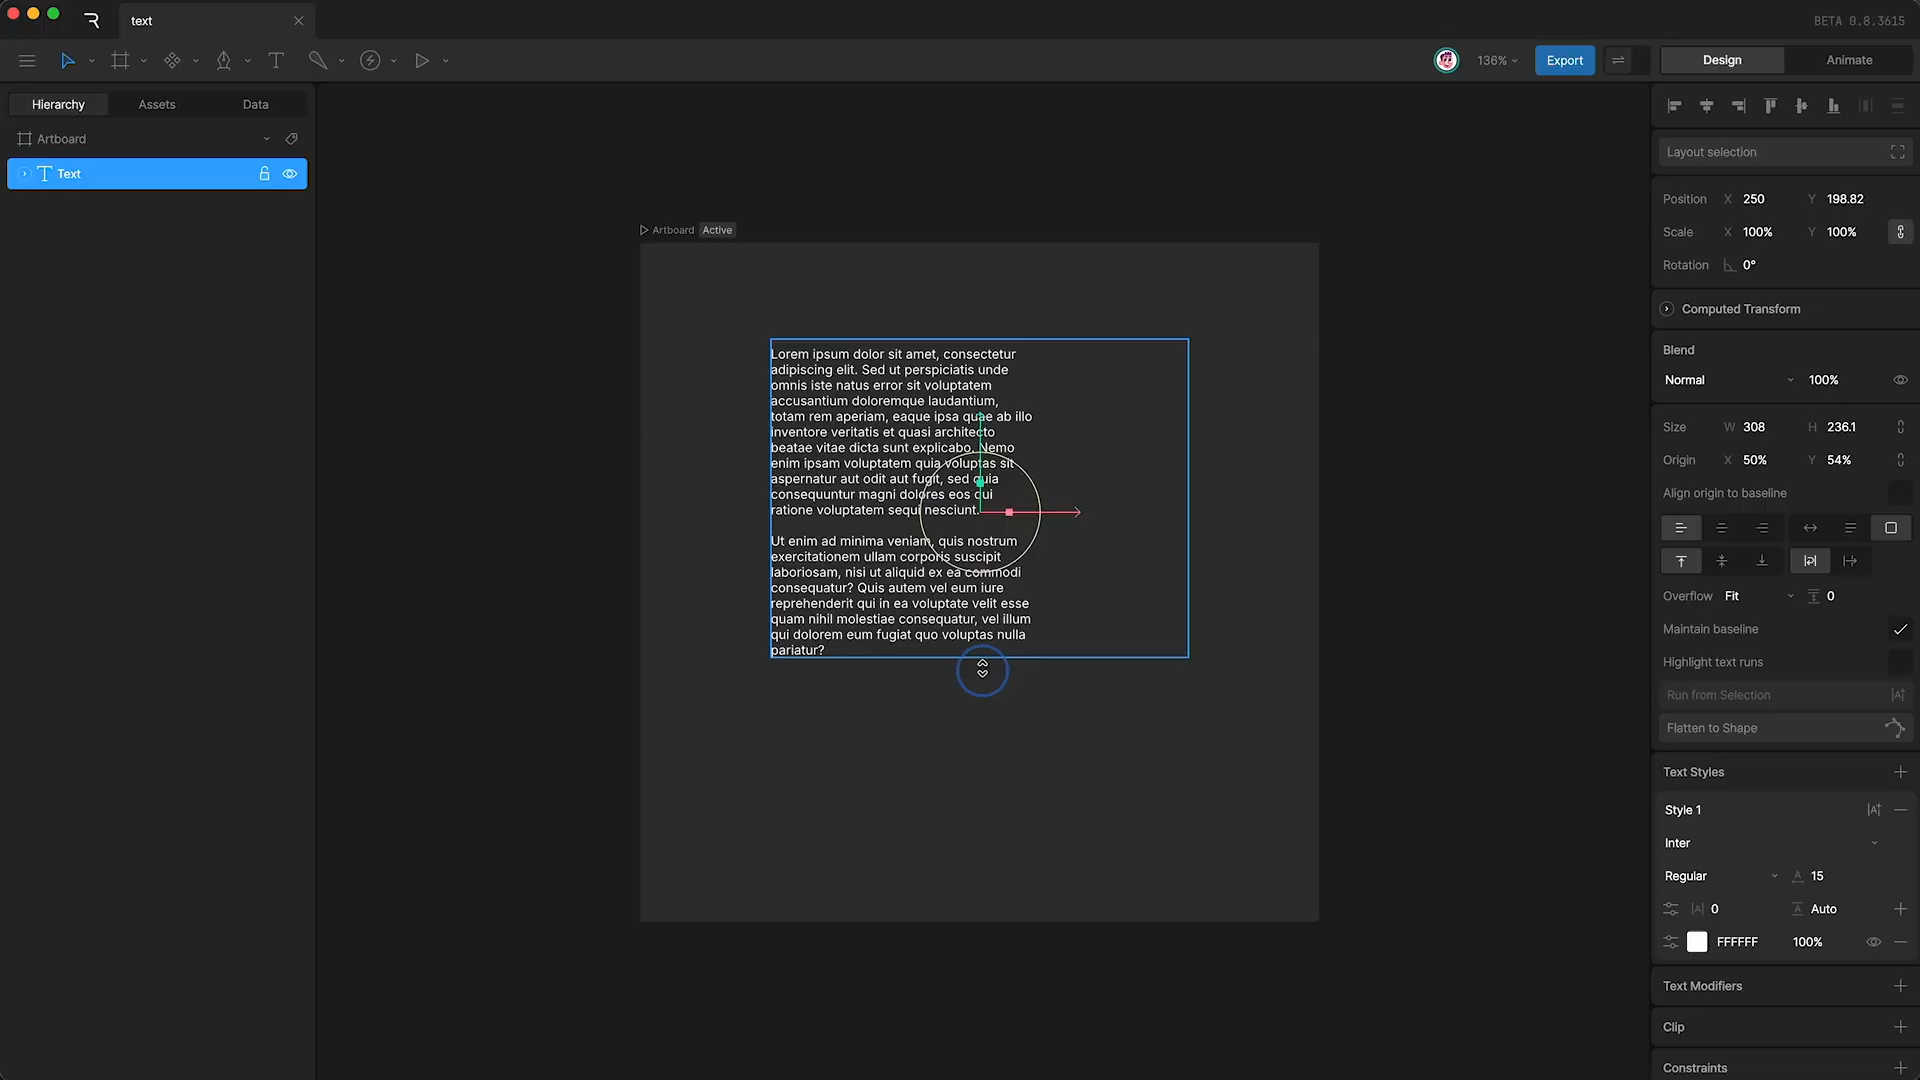 text
BETA 0.8.3615
136%
Export
Design
Animate
Hierarchy
Assets
Data
Artboard
Text
Artboard Active
Lorem ipsum dolor sit amet, consectetur
adipiscing elit. Sed ut perspiciatis unde
omnis iste natus error sit voluptatem
accusantium doloremque laudantium,
totam rem aperiam, eaque ipsa quae ab illo
inventore veritatis et quasi architecto
beatae vitae dicta sunt explicabo. Nemo
enim ipsam voluptatem quia voluptas sit
aspernatur aut odit aut fugit, sed quia
consequuntur magni dolores eos qui
ratione voluptatem sequi nesciunt.
Ut enim ad minima veniam, quis nostrum
exercitationem ullam corporis suscipit
laboriosam, nisi ut aliquid ex ea commodi
consequatur? Quis autem vel eum iure
reprehenderit qui in ea voluptate velit esse
quam nihil molestiae consequatur, vel illum
qui dolorem eum fugiat quo voluptas nulla
pariatur?
Layout selection
Position X 250 Y 198.82
Scale X 100% Y 100%
Rotation 0°
Computed Transform
Blend
Normal 100%
Size W 308 H 236.1
Origin X 50% Y 54%
Align origin to baseline
Overflow Fit 0
Maintain baseline
Highlight text runs
Run from Selection
Flatten to Shape
Text Styles
Style 1
Inter
Regular A 15
A 0 A Auto
FFFFFF 100%
Text Modifiers
Clip
Constraints